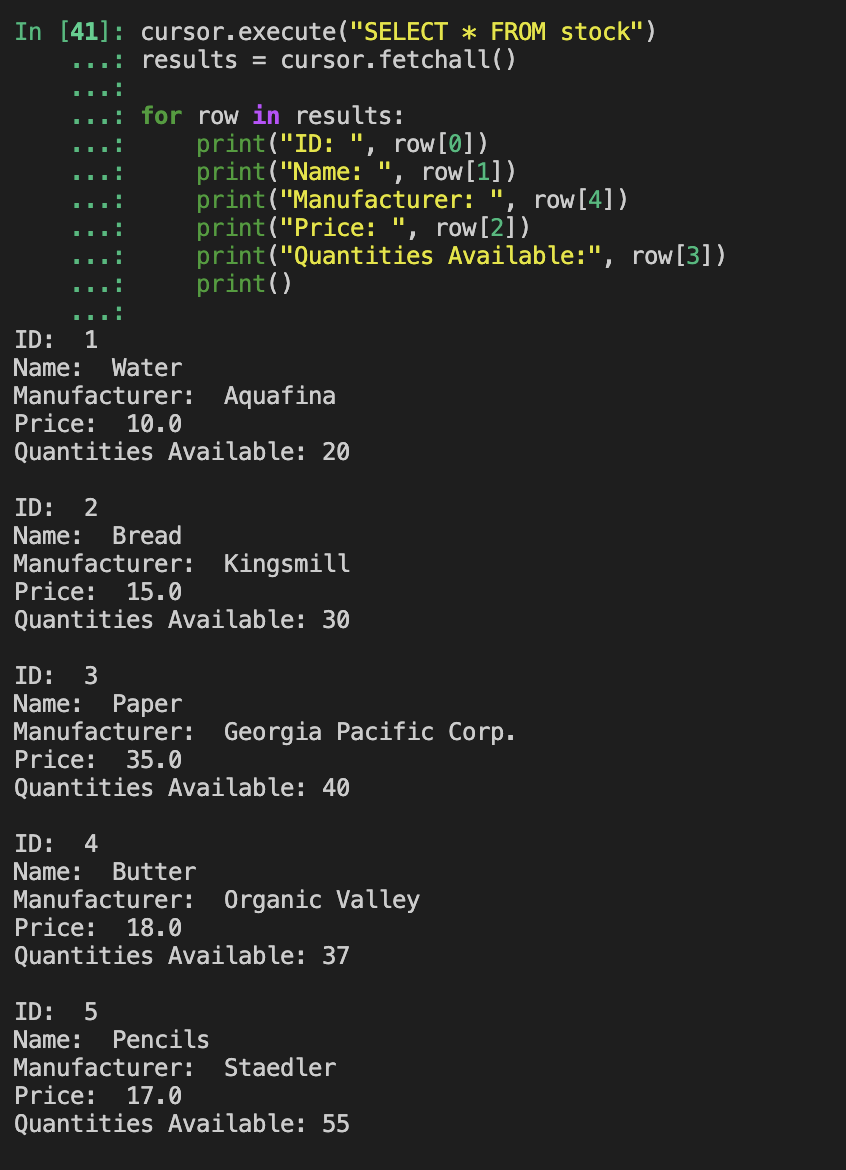 In [41]: cursor.execute("SELECT * FROM stock")
    ...: results = cursor.fetchall()
    ...:
    ...: for row in results:
    ...:     print("ID: ", row[0])
    ...:     print("Name: ", row[1])
    ...:     print("Manufacturer: ", row[4])
    ...:     print("Price: ", row[2])
    ...:     print("Quantities Available:", row[3])
    ...:     print()
    ...:
ID:  1
Name:  Water
Manufacturer:  Aquafina
Price:  10.0
Quantities Available: 20

ID:  2
Name:  Bread
Manufacturer:  Kingsmill
Price:  15.0
Quantities Available: 30

ID:  3
Name:  Paper
Manufacturer:  Georgia Pacific Corp.
Price:  35.0
Quantities Available: 40

ID:  4
Name:  Butter
Manufacturer:  Organic Valley
Price:  18.0
Quantities Available: 37

ID:  5
Name:  Pencils
Manufacturer:  Staedler
Price:  17.0
Quantities Available: 55